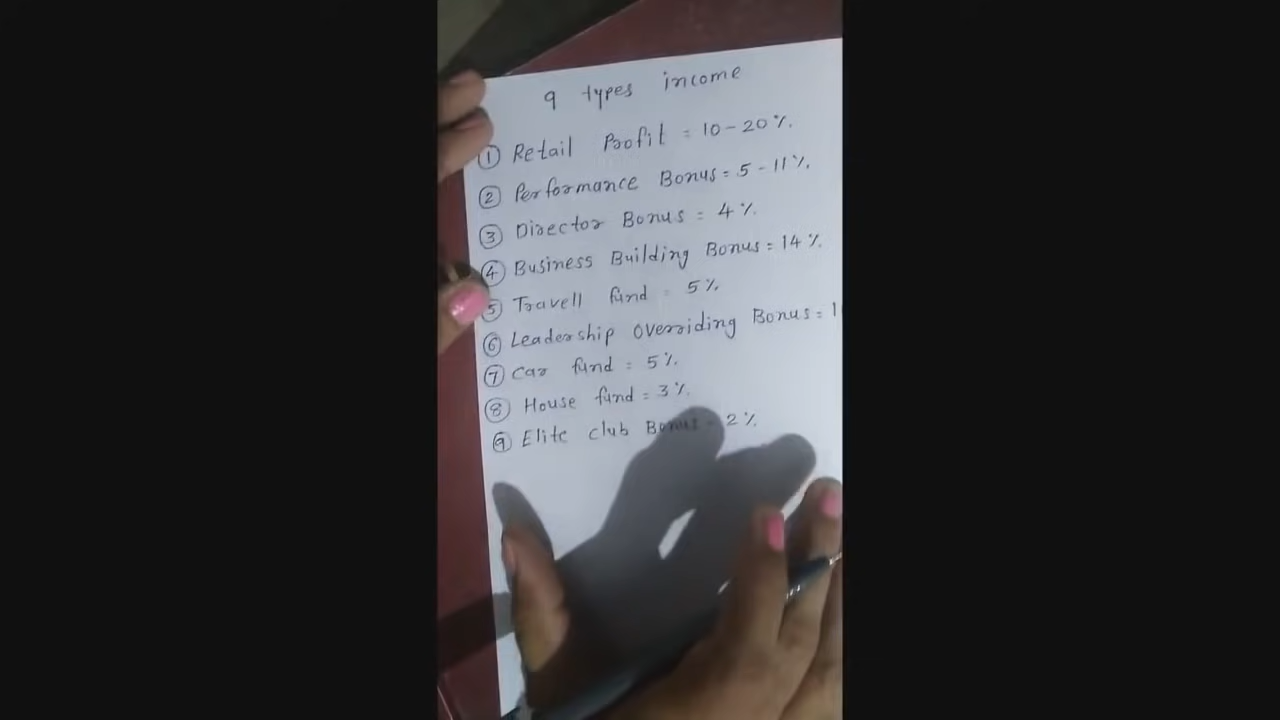 9 types income
① Retail Profit = 10-20%.
② Performance Bonus = 5-11%.
③ Director Bonus = 4%.
④ Business Building Bonus = 14%.
⑤ Travell fund = 5%.
⑥ Leadership overriding Bonus = 1
⑦ Car fund = 5%.
⑧ House fund = 3%.
⑨ Elite club Bonus = 2%.